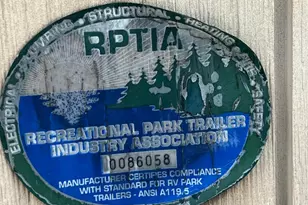 ELECTRICAL - PLUMBING - STRUCTURAL - HEATING - FIRE SAFETY
RPTIA
RECREATIONAL PARK TRAILER
INDUSTRY ASSOCIATION
0086058
MANUFACTURER CERTIFIES COMPLIANCE
WITH STANDARD FOR RV PARK
TRAILERS - ANSI A119.5